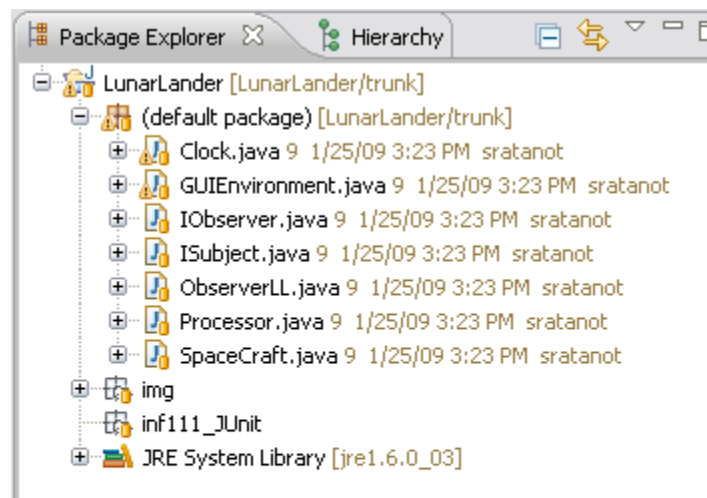 Package Explorer Hierarchy
LunarLander [LunarLander/trunk]
(default package) [LunarLander/trunk]
Clock.java 9 1/25/09 3:23 PM sratanot
GUIEnvironment.java 9 1/25/09 3:23 PM sratanot
IObserver.java 9 1/25/09 3:23 PM sratanot
ISubject.java 9 1/25/09 3:23 PM sratanot
ObserverLL.java 9 1/25/09 3:23 PM sratanot
Processor.java 9 1/25/09 3:23 PM sratanot
SpaceCraft.java 9 1/25/09 3:23 PM sratanot
img
inf111_JUnit
JRE System Library [jre1.6.0_03]